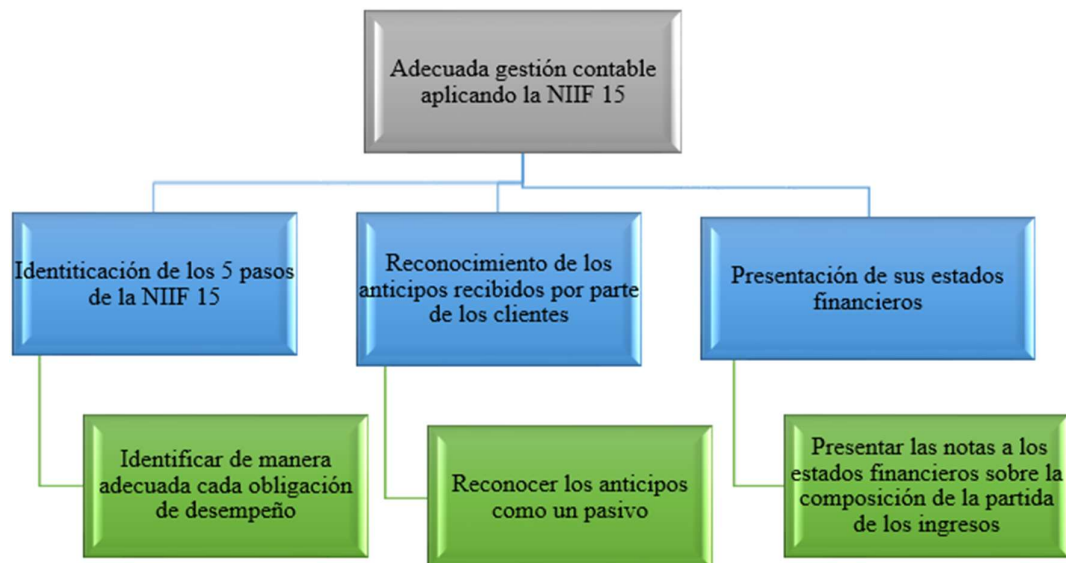 Adecuada gestión contable
aplicando la NIIF 15
Identiticación de los 5 pasos
de la NIIF 15
Reconocimiento de los
anticipos recibidos por parte
de los clientes
Presentación de sus estados
financieros
Identificar de manera
adecuada cada obligación
de desempeño
Reconocer los anticipos
como un pasivo
Presentar las notas a los
estados financieros sobre la
composición de la partida
de los ingresos